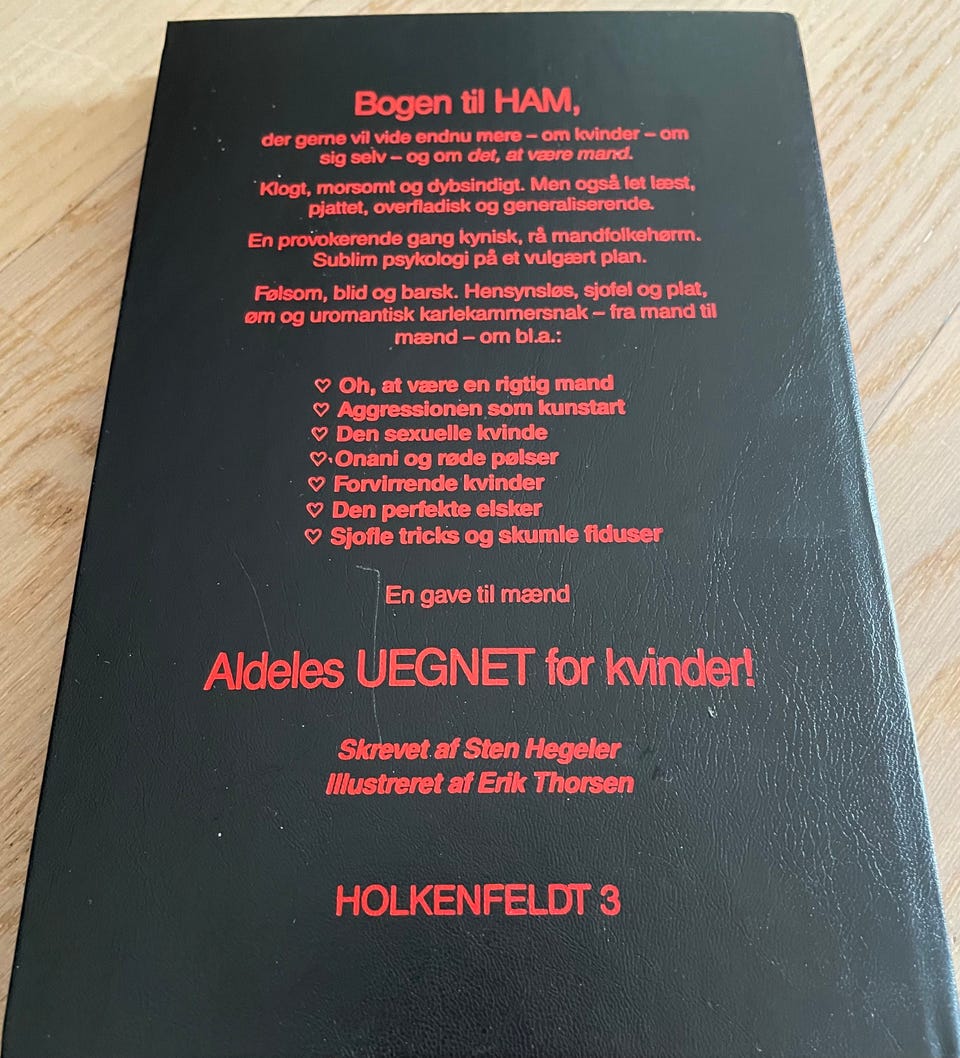 Bogen til HAM,
der gerne vil vide endnu mere – om kvinder – om
sig selv – og om det, at være mand.
Klogt, morsomt og dybsindigt. Men også let læst,
pjattet, overfladisk og generaliserende.
En provokerende gang kynisk, rå mandfolkehørm.
Sublim psykologi på et vulgært plan.
Følsom, blid og barsk. Hensynsløs, sjofel og plat,
øm og uromantisk karlekammersnak – fra mand til
mænd – om bl.a.:
♡ Oh, at være en rigtig mand
♡ Aggressionen som kunstart
♡ Den sexuelle kvinde
♡ Onani og røde pølser
♡ Forvirrende kvinder
♡ Den perfekte elsker
♡ Sjofle tricks og skumle fiduser
En gave til mænd
Aldeles UEGNET for kvinder!
Skrevet af Sten Hegeler
Illustreret af Erik Thorsen
HOLKENFELDT 3